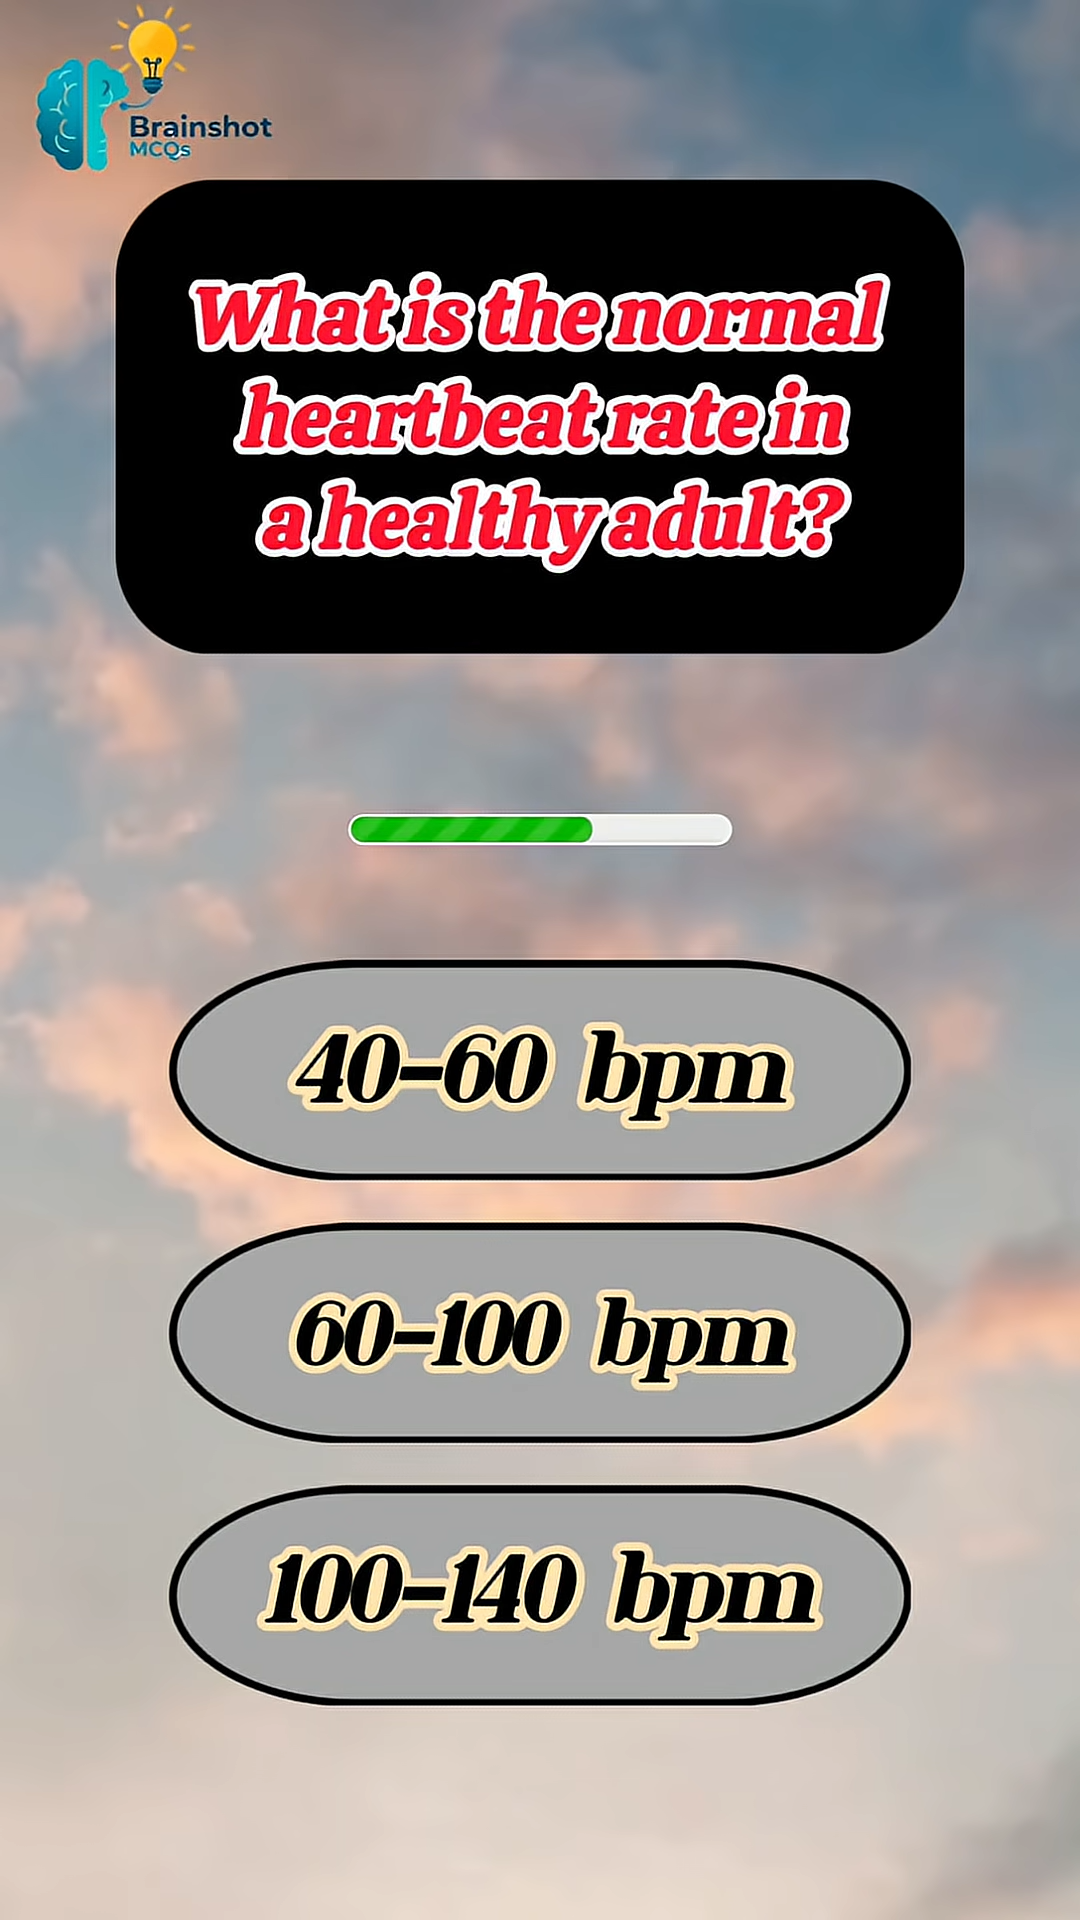 Brainshot
MCQs
What is the normal
heartbeat rate in
a healthy adult?
40-60 bpm
60-100 bpm
100-140 bpm